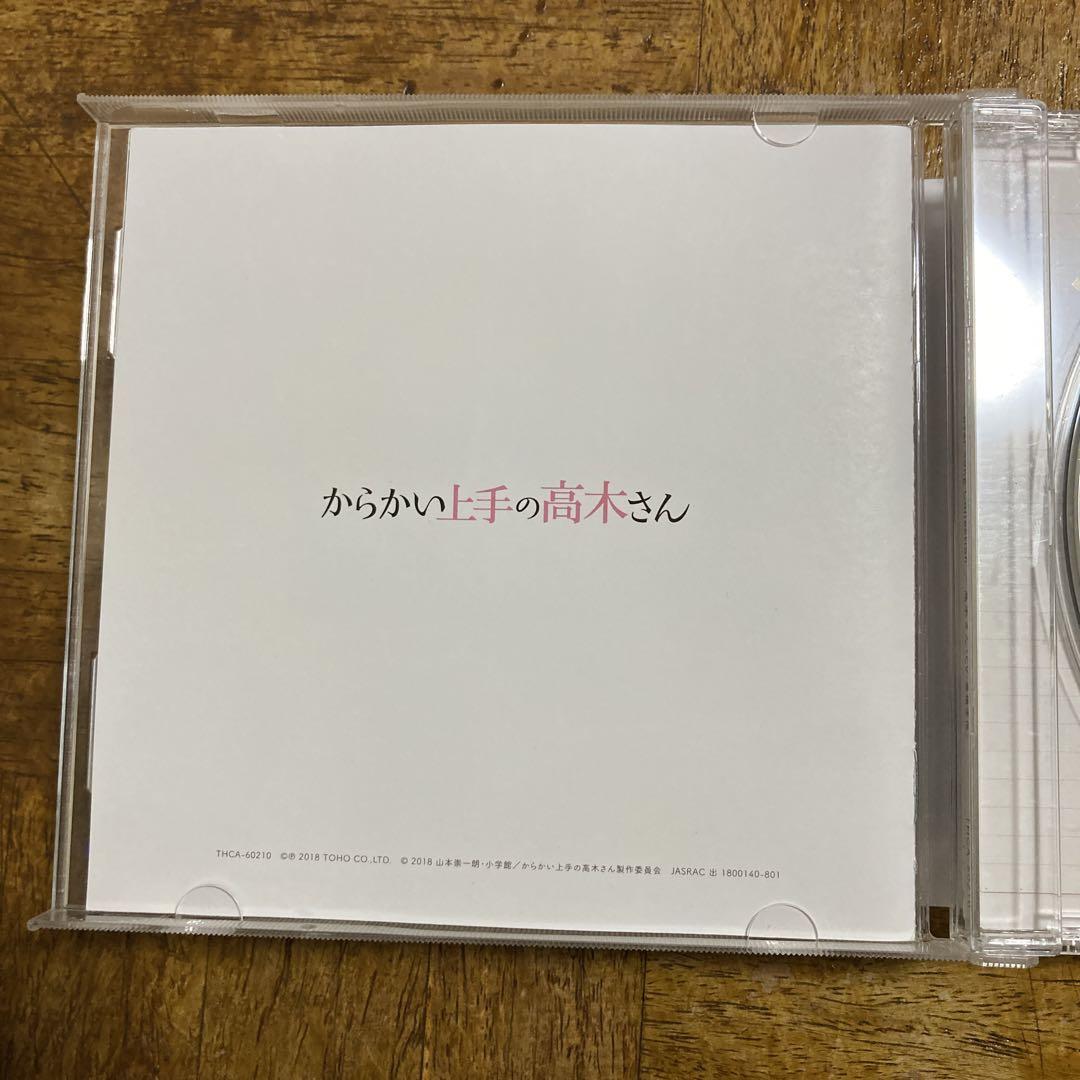 からかい上手の高木さん
THCA-60210 ©℗ 2018 TOHO CO.,LTD. © 2018 山本崇一朗・小学館／からかい上手の高木さん製作委員会 JASRAC 出 1800140-801